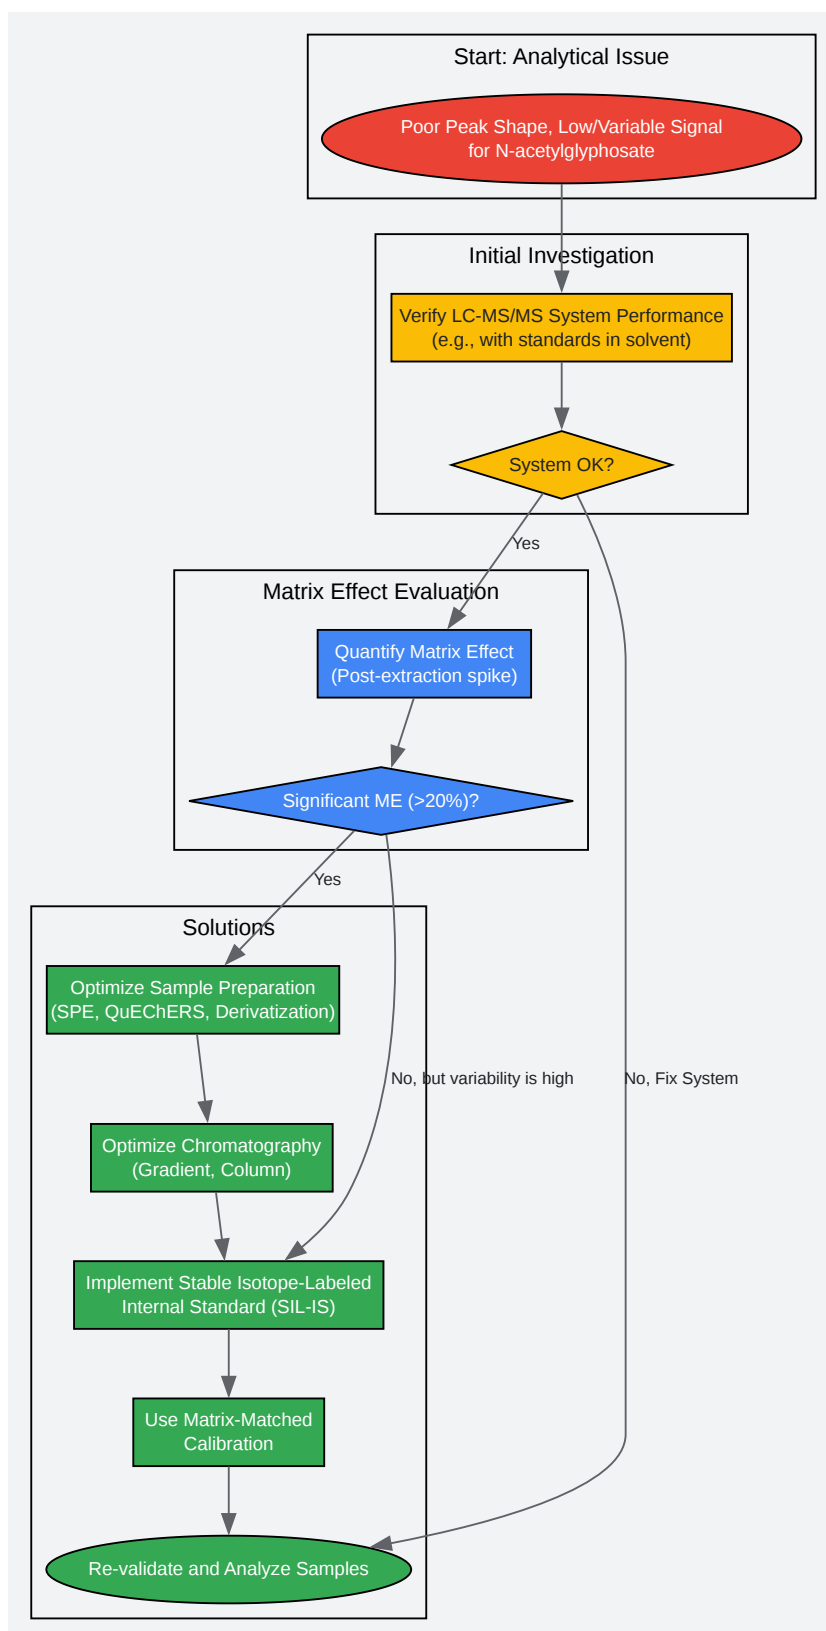 Start: Analytical Issue
Poor Peak Shape, Low/Variable Signal
for N-acetylglyphosate
Initial Investigation
Verify LC-MS/MS System Performance
(e.g., with standards in solvent)
System OK?
Yes
Matrix Effect Evaluation
Quantify Matrix Effect
(Post-extraction spike)
Significant ME (>20%)?
Yes
Solutions
Optimize Sample Preparation
(SPE, QuEChERS, Derivatization)
No, but variability is high
No, Fix System
Optimize Chromatography
(Gradient, Column)
Implement Stable Isotope-Labeled
Internal Standard (SIL-IS)
Use Matrix-Matched
Calibration
Re-validate and Analyze Samples